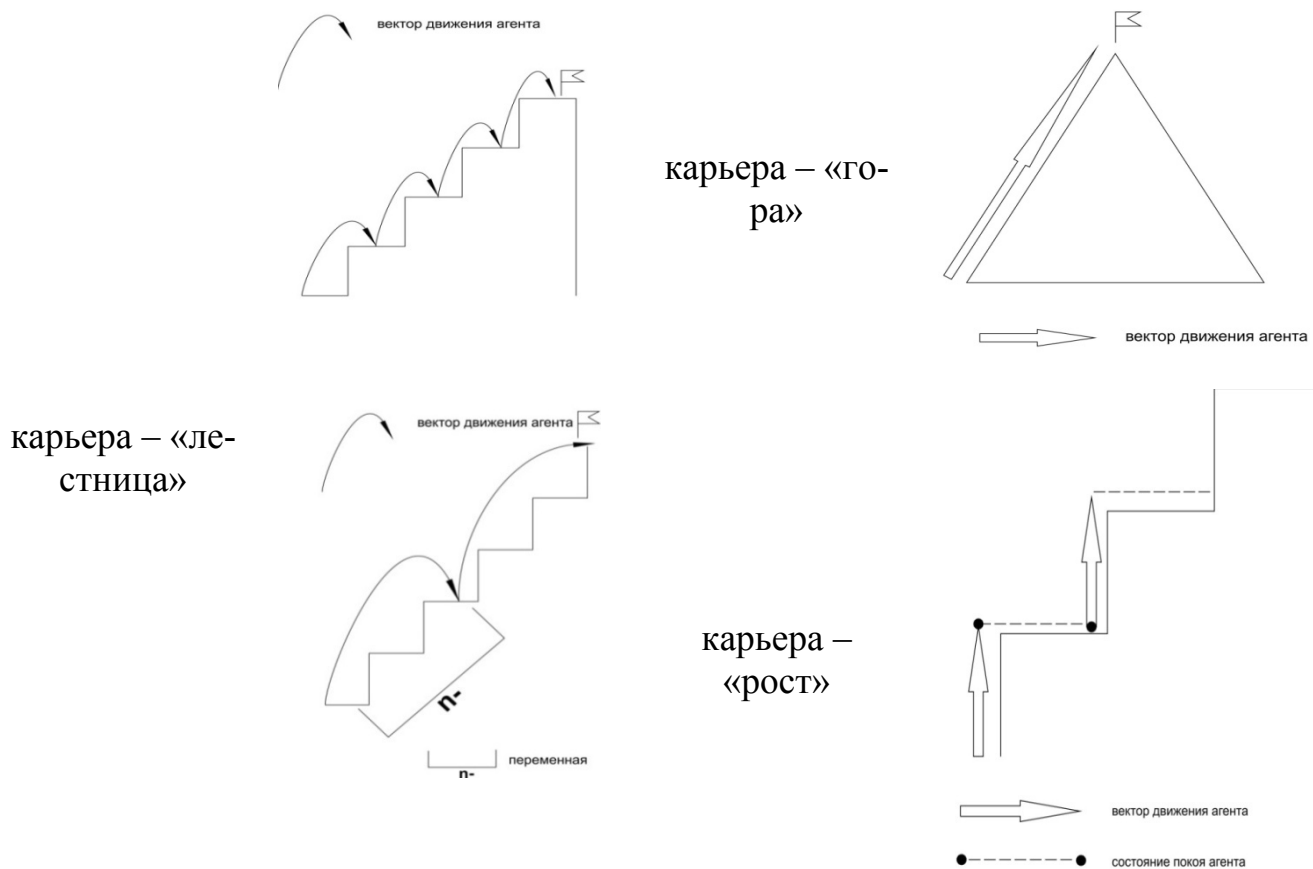 вектор движения агента
карьера – «го-
ра»
вектор движения агента
карьера – «ле-
стница»
вектор движения агента
n-
переменная
n-
карьера –
«рост»
вектор движения агента
состояние покоя агента